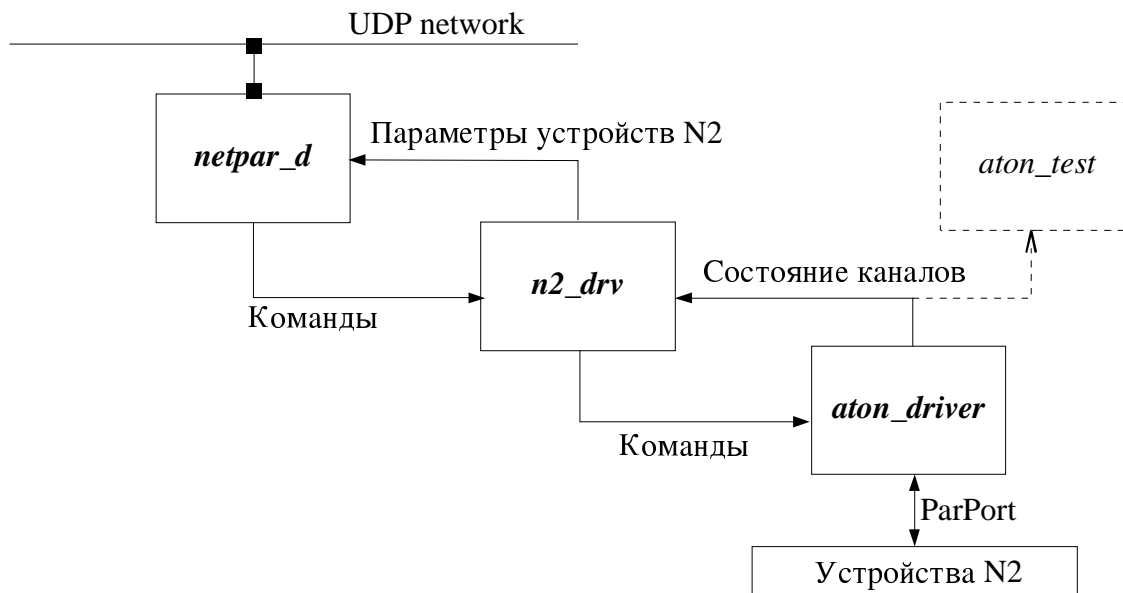 UDP network
Параметры устройств N2
netpar_d
aton_test
Состояние каналов
n2_drv
Команды
aton_driver
Команды
ParPort
Устройства N2